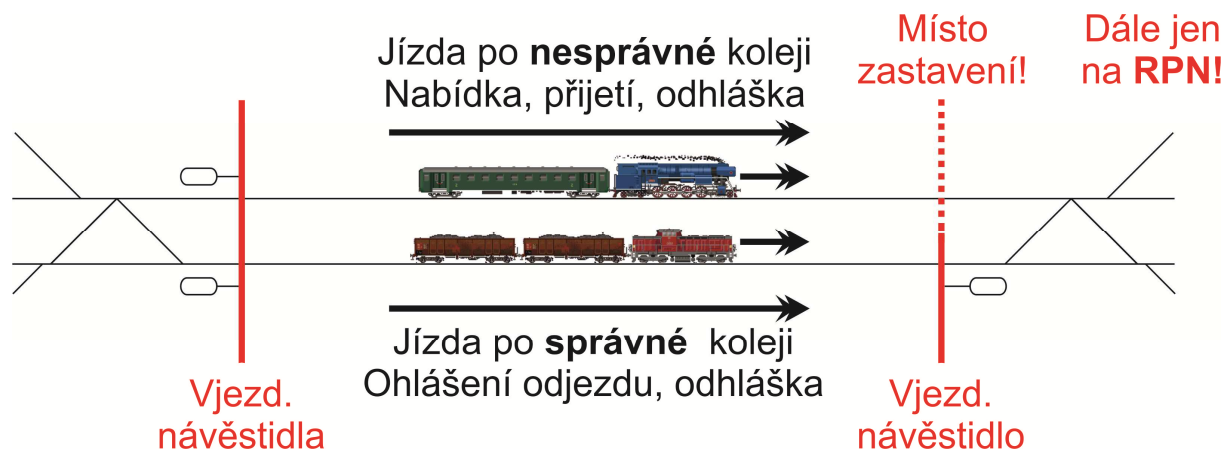 Jízda po nesprávné koleji
Nabídka, přijetí, odhláška
Místo
zastavení!
Dále jen
na RPN!
Jízda po správné koleji
Ohlášení odjezdu, odhláška
Vjezd.
návěstidla
Vjezd.
návěstidlo